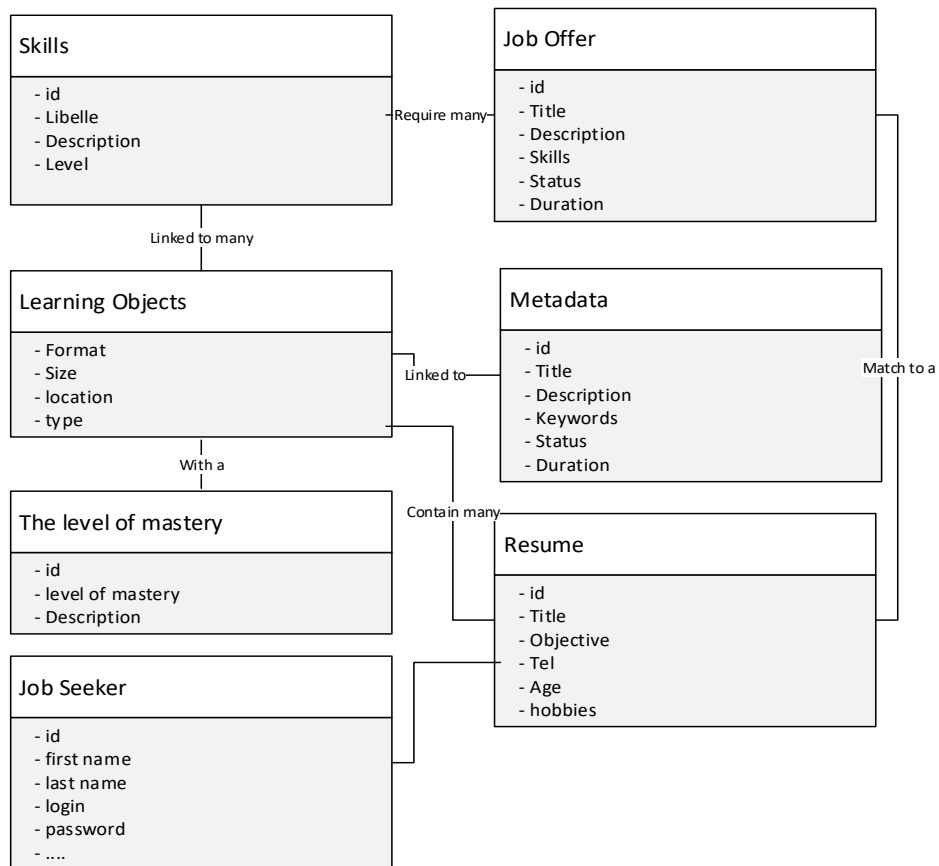 Skills
- id
- Libelle
- Description
- Level
Require many
Job Offer
- id
- Title
- Description
- Skills
- Status
- Duration
Linked to many
Learning Objects
- Format
- Size
- location
- type
Linked to
Metadata
- id
- Title
- Description
- Keywords
- Status
- Duration
Match to a
With a
The level of mastery
- id
- level of mastery
- Description
Contain many
Resume
- id
- Title
- Objective
- Tel
- Age
- hobbies
Job Seeker
- id
- first name
- last name
- login
- password
- ....